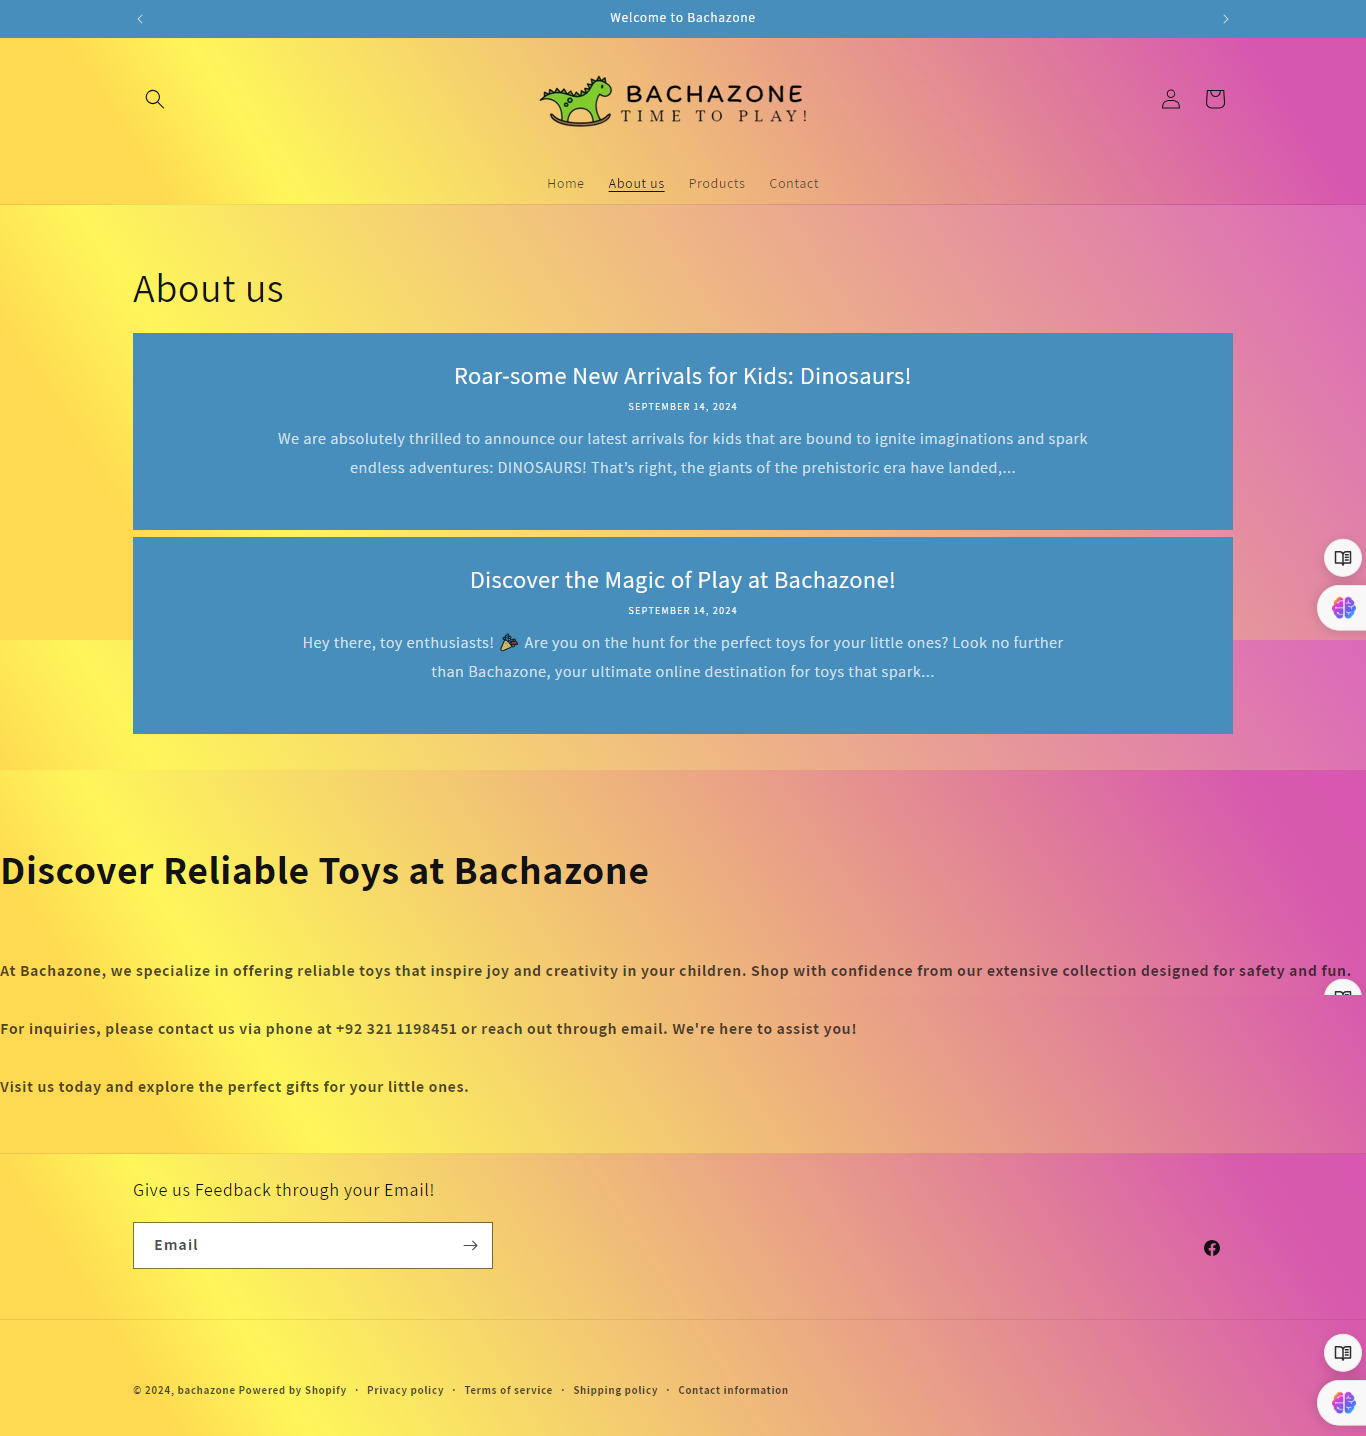 Welcome to Bachazone
BACHAZONE
TIME TO PLAY!
Home About us Products Contact
About us
Roar-some New Arrivals for Kids: Dinosaurs!
SEPTEMBER 14, 2024
We are absolutely thrilled to announce our latest arrivals for kids that are bound to ignite imaginations and spark
endless adventures: DINOSAURS! That’s right, the giants of the prehistoric era have landed,...
Discover the Magic of Play at Bachazone!
SEPTEMBER 14, 2024
Hey there, toy enthusiasts! 🎉 Are you on the hunt for the perfect toys for your little ones? Look no further
than Bachazone, your ultimate online destination for toys that spark...
Discover Reliable Toys at Bachazone
At Bachazone, we specialize in offering reliable toys that inspire joy and creativity in your children. Shop with confidence from our extensive collection designed for safety and fun.
For inquiries, please contact us via phone at +92 321 1198451 or reach out through email. We're here to assist you!
Visit us today and explore the perfect gifts for your little ones.
Give us Feedback through your Email!
Email
© 2024, bachazone Powered by Shopify · Privacy policy · Terms of service · Shipping policy · Contact information